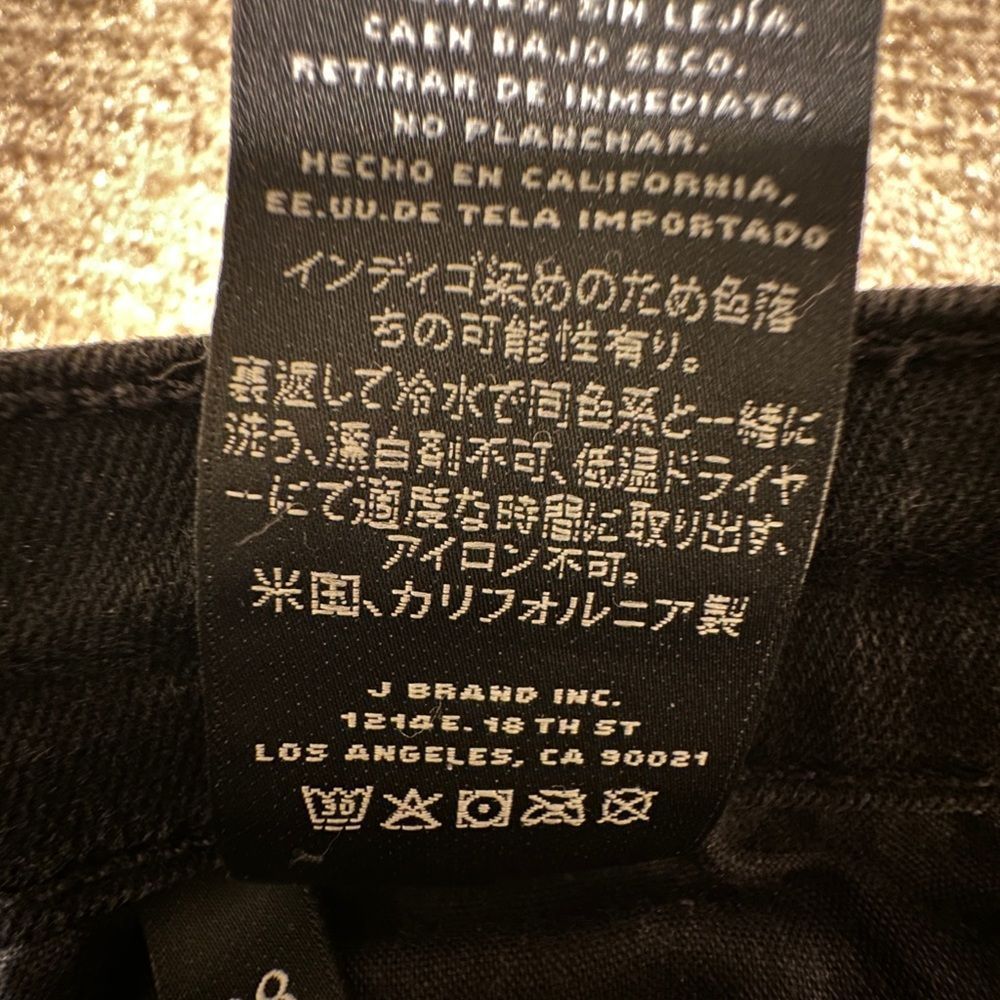 SIN LEJÍA.
CAEN BAJO SECO.
RETIRAR DE INMEDIATO.
NO PLANCHAR.
HECHO EN CALIFORNIA,
EE.UU.DE TELA IMPORTADO
インディゴ染めのため色落
ちの可能性有り。
裏返して冷水で同色系と一緒に
洗う、漂白剤不可、低温ドライヤ
ーにて適度な時間に取り出す、
アイロン不可。
米国、カリフォルニア製
J BRAND INC.
1214 E. 18 TH ST
LOS ANGELES, CA 90021
30
8